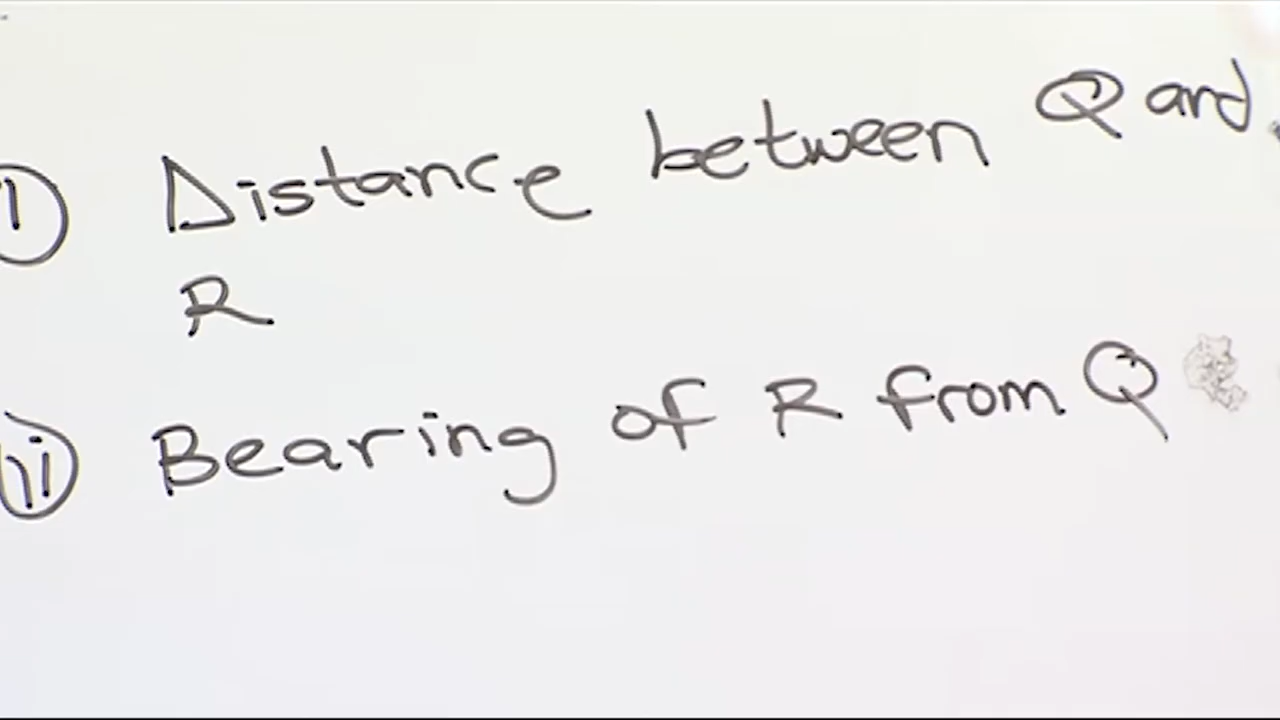 (i) Distance between Q and
R
(ii) Bearing of R from Q